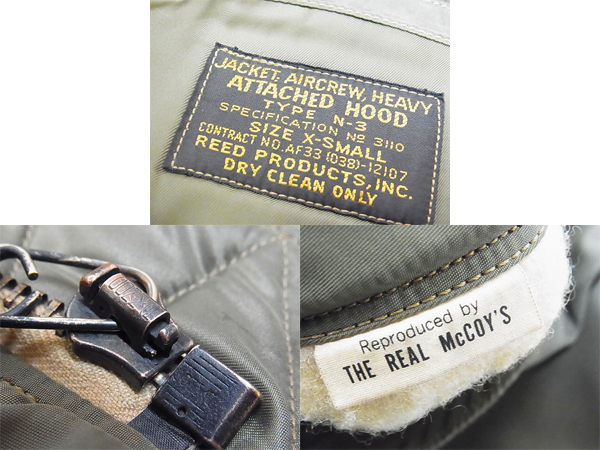 JACKET, AIRCREW, HEAVY
ATTACHED HOOD
TYPE N-3
SPECIFICATION Nº 3110
SIZE X-SMALL
CONTRACT NO. AF33 (038)-12107
REED PRODUCTS, INC.
DRY CLEAN ONLY
Reproduced by
THE REAL McCOY'S